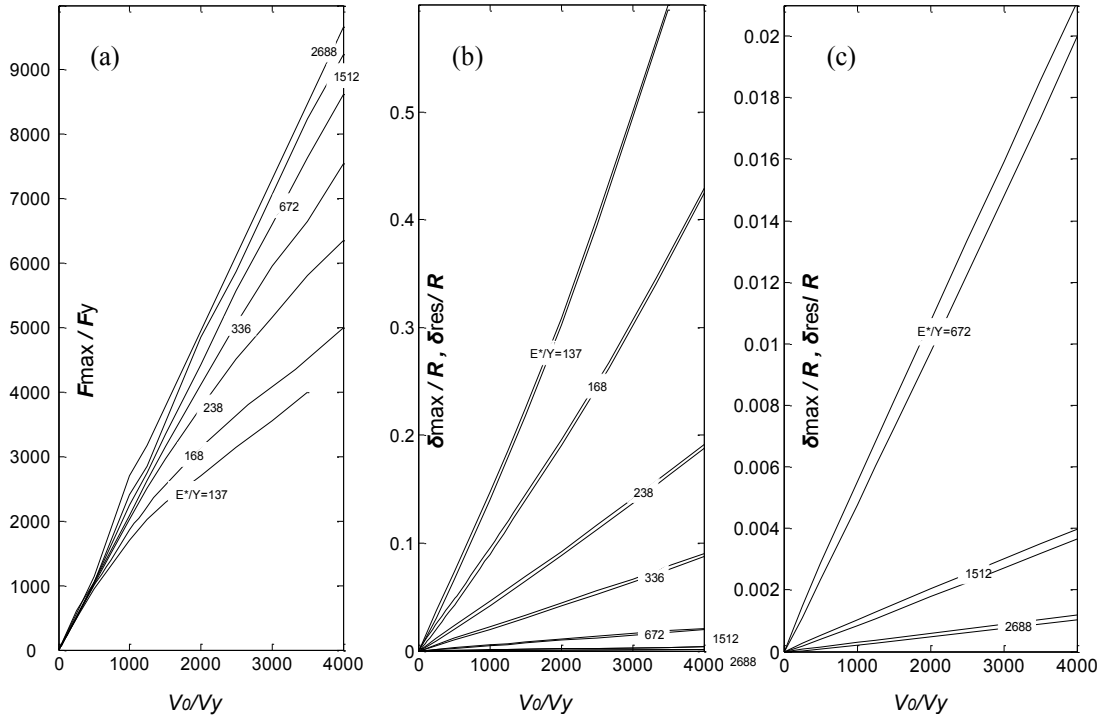 (a)
9000
8000
7000
6000
5000
4000
3000
2000
1000
0
Fmax / Fy
2688
1512
672
336
238
168
E*/Y=137
0 1000 2000 3000 4000
V0/Vy
(b)
0.5
0.4
0.3
0.2
0.1
0
δmax / R , δres/ R
E*/Y=137
168
238
336
672
1512
2688
0 1000 2000 3000 4000
V0/Vy
(c)
0.02
0.018
0.016
0.014
0.012
0.01
0.008
0.006
0.004
0.002
0
δmax / R , δres/ R
E*/Y=672
1512
2688
0 1000 2000 3000 4000
V0/Vy